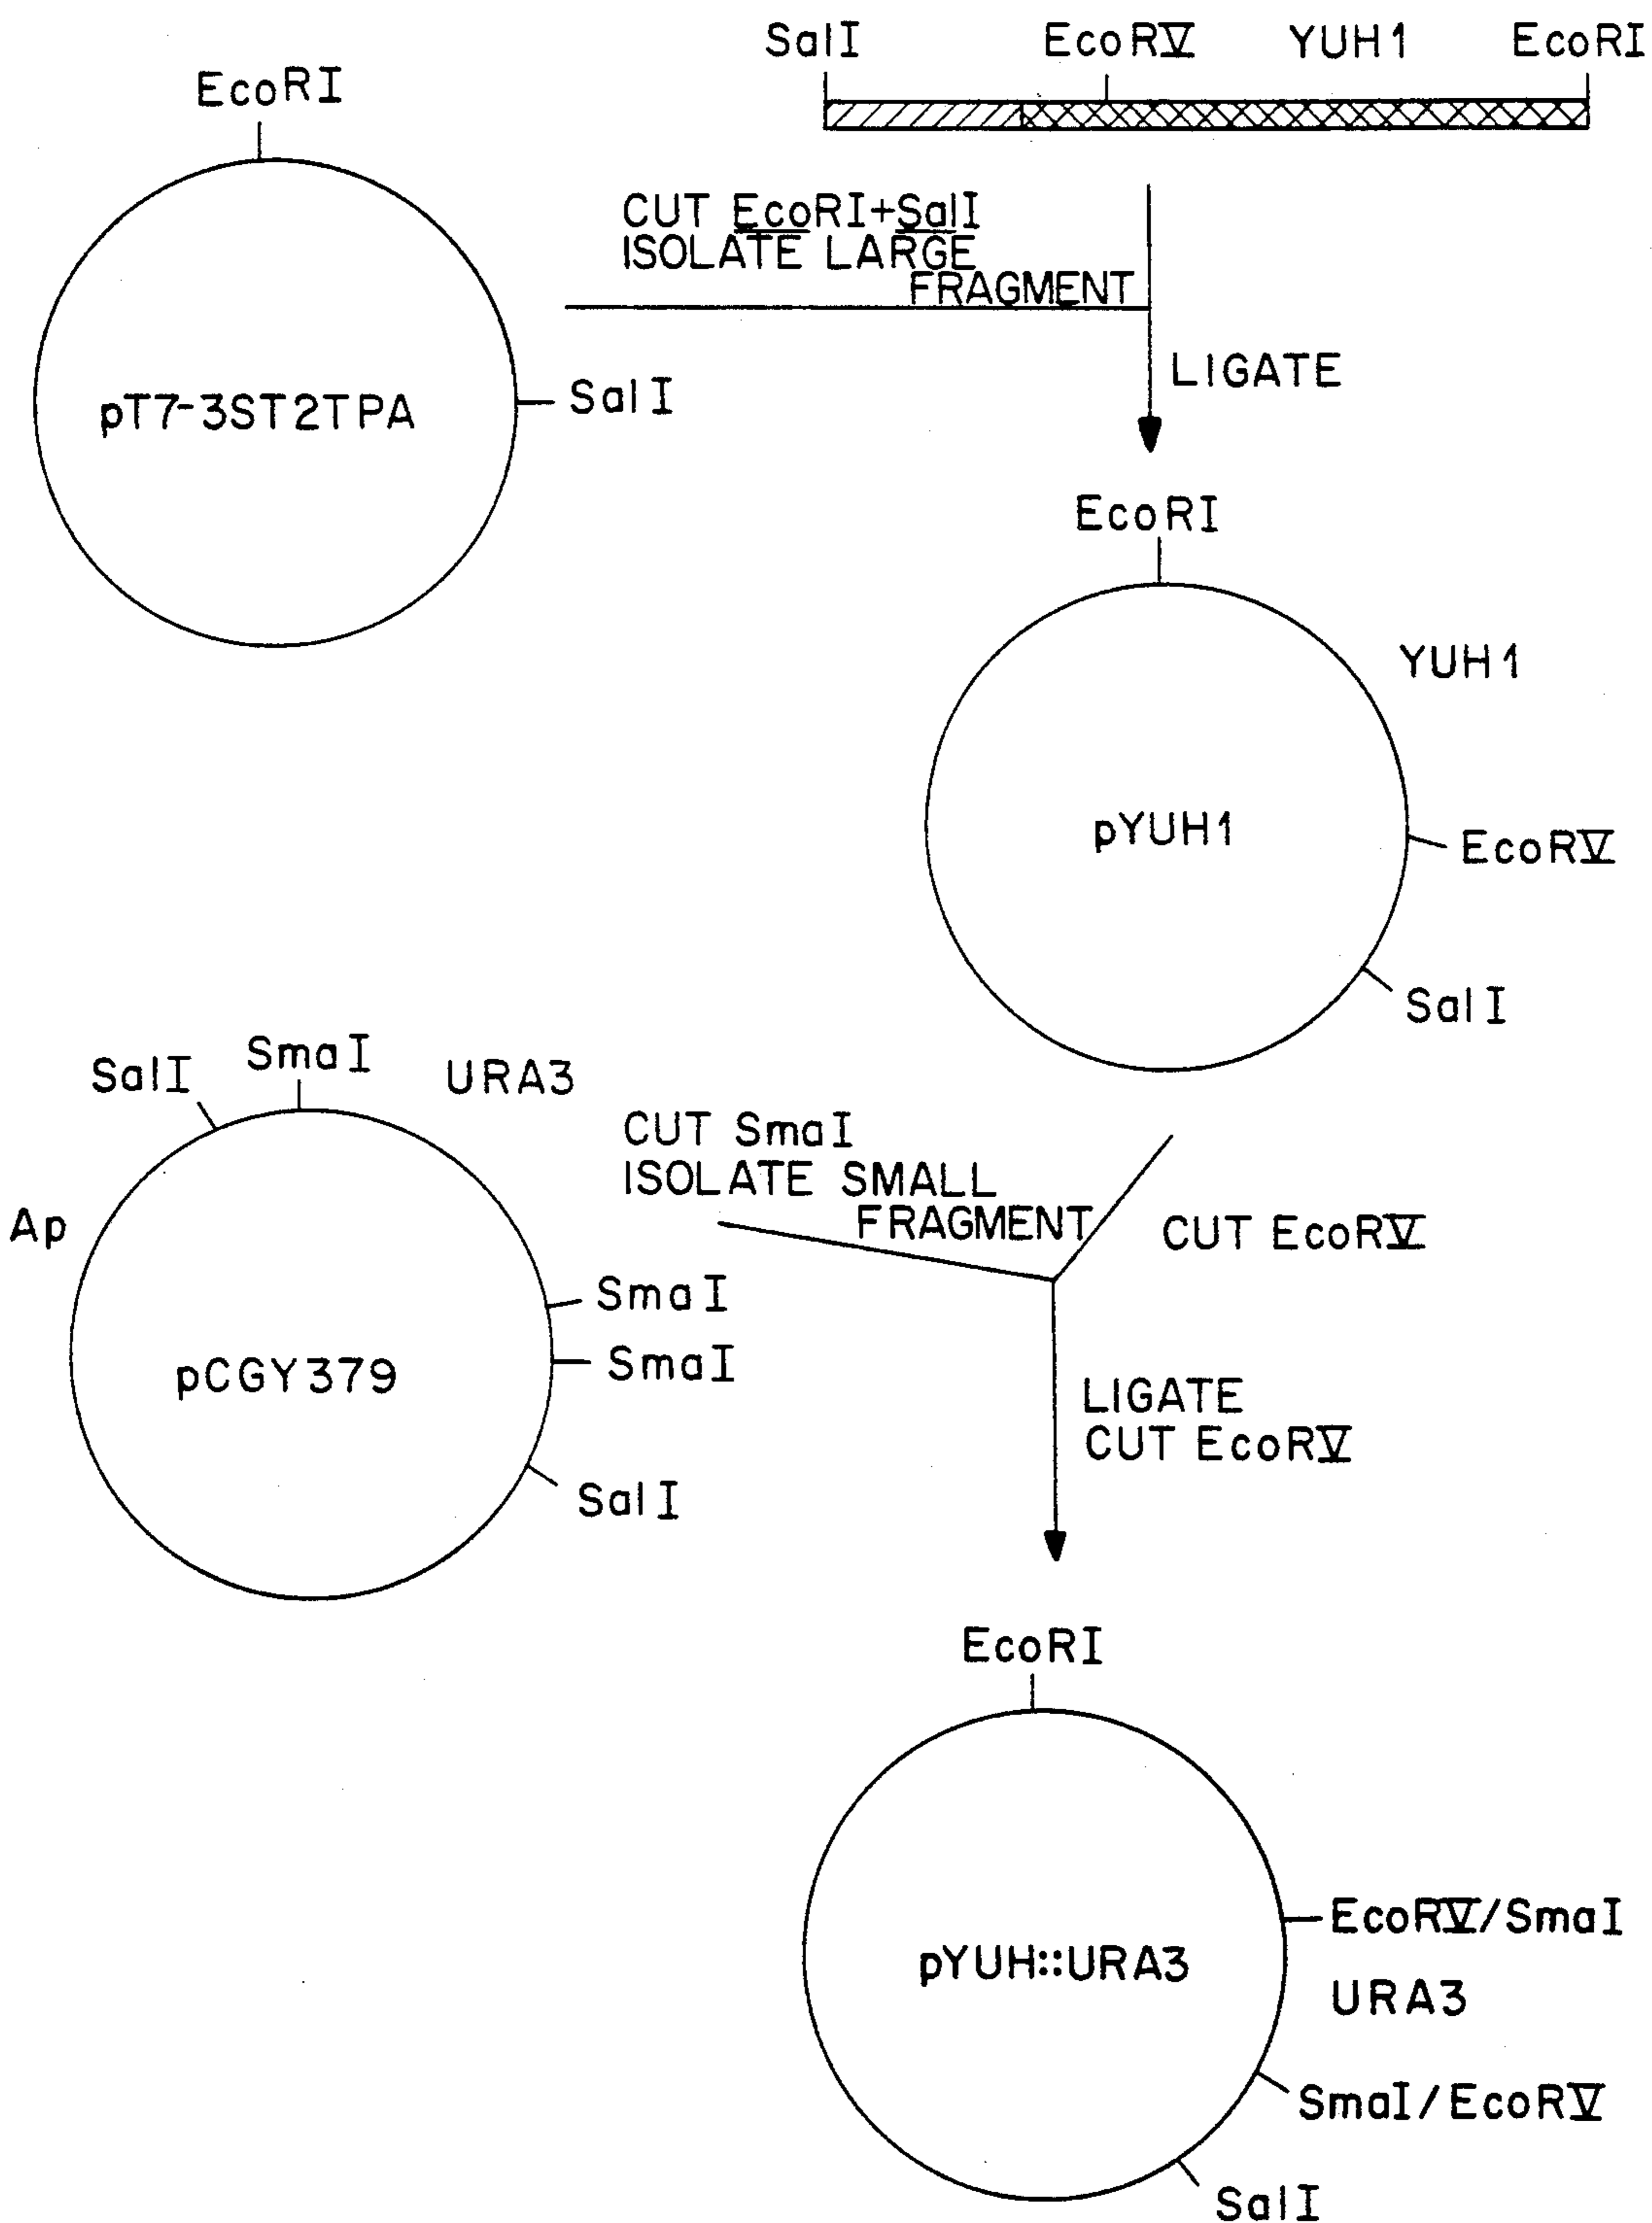 SalI EcoRV YUH1 EcoRI
EcoRI
CUT EcoRI+SalI
ISOLATE LARGE
FRAGMENT
LIGATE
pT7-3ST2TPA
SalI
EcoRI
YUH1
pYUH1
EcoRV
SalI
SalI
SmaI
URA3
Ap
SmaI
SmaI
pCGY379
SalI
CUT SmaI
ISOLATE SMALL
FRAGMENT
CUT EcoRV
LIGATE
CUT EcoRV
EcoRI
EcoRV/SmaI
pYUH::URA3
URA3
SmaI/EcoRV
SalI